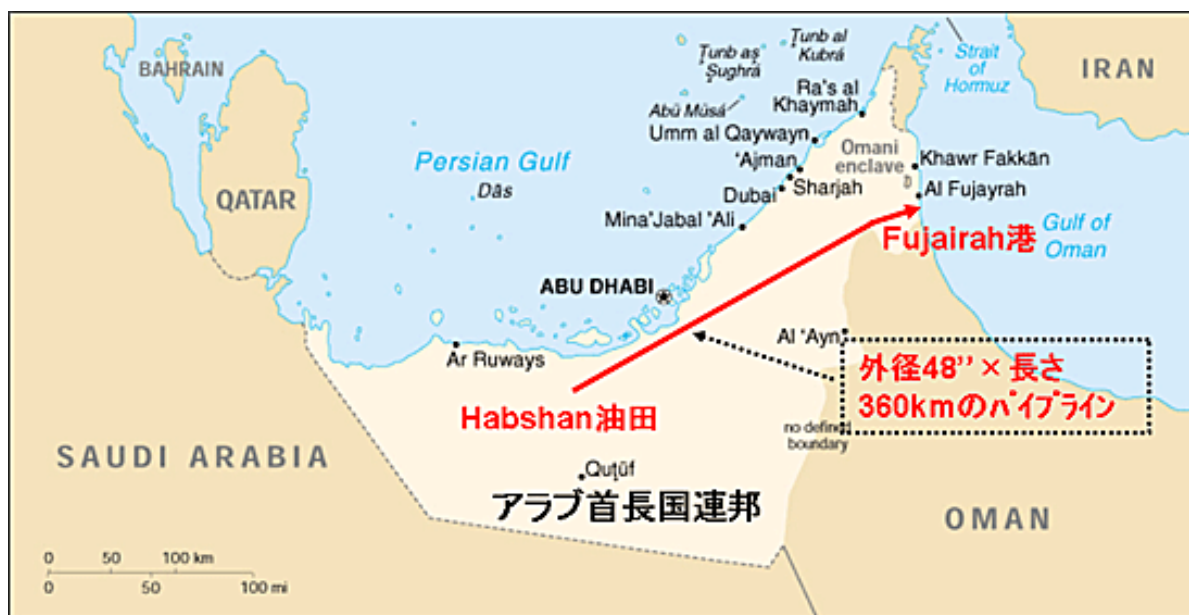 BAHRAIN
QATAR
Persian Gulf
Dās
Ţunb aş
Şughrá
Ţunb al
Kubrá
Abū Mūsá
Strait
of
Hormuz
IRAN
Ra's al
Khaymah
Umm al Qaywayn
'Ajman
Sharjah
Dubai
Mina' Jabal 'Ali
Omani
enclave
Khawr Fakkān
Al Fujayrah
Fujairah港
Gulf of
Oman
ABU DHABI
Ar Ruways
Al 'Ayn
外径48’’×長さ
360kmのパイプライン
Habshan油田
no defined
boundary
SAUDI ARABIA
Quţūf
アラブ首長国連邦
OMAN
0 50 100 km
0 50 100 mi